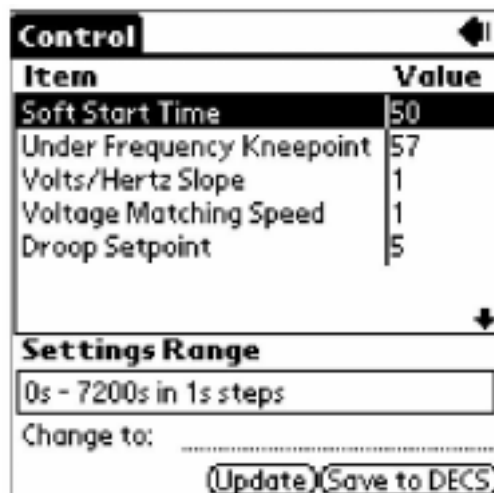 Control
Item Value
Soft Start Time 50
Under Frequency Kneepoint 57
Volts/Hertz Slope 1
Voltage Matching Speed 1
Droop Setpoint 5
Settings Range
0s - 7200s in 1s steps
Change to:
Update Save to DECS